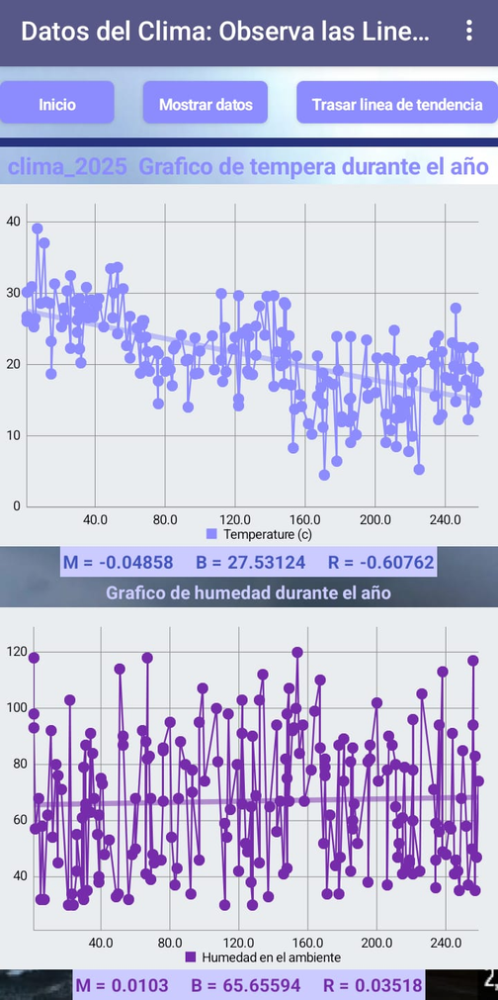 Datos del Clima: Observa las Line...
Inicio
Mostrar datos
Trasar linea de tendencia
clima_2025 Grafico de tempera durante el año
40
30
20
10
0
40.0 80.0 120.0 160.0 200.0 240.0
Temperature (c)
M = -0.04858 B = 27.53124 R = -0.60762
Grafico de humedad durante el año
120
100
80
60
40
40.0 80.0 120.0 160.0 200.0 240.0
Humedad en el ambiente
M = 0.0103 B = 65.65594 R = 0.03518